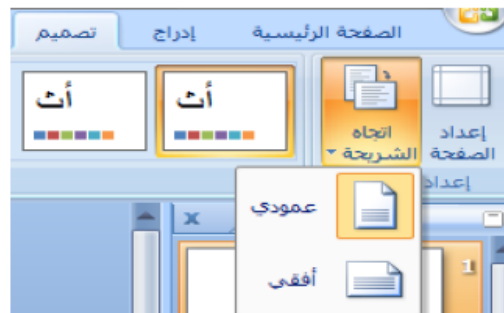 الصفحة الرئيسية إدراج تصميم
إعداد الصفحة
اتجاه الشريحة
أث
أث
إعداد
عمودي
أفقي
1